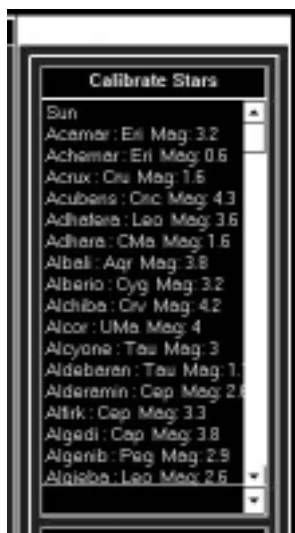 Calibrate Stars
Sun
Acamar : Eri Mag: 3.2
Achernar : Eri Mag: 0.6
Acrux : Cru Mag: 1.6
Acubens : Cnc Mag: 4.3
Adhafera : Leo Mag: 3.6
Adhara : CMa Mag: 1.6
Albali : Aqr Mag: 3.8
Alberio : Cyg Mag: 3.2
Alchiba : Crv Mag: 4.2
Alcor : UMa Mag: 4
Alcyone : Tau Mag: 3
Aldebaran : Tau Mag: 1.
Alderamin : Cep Mag: 2.6
Alfirk : Cep Mag: 3.3
Algedi : Cap Mag: 3.8
Algenib : Peg Mag: 2.9
Algieba : Leo Mag: 2.6